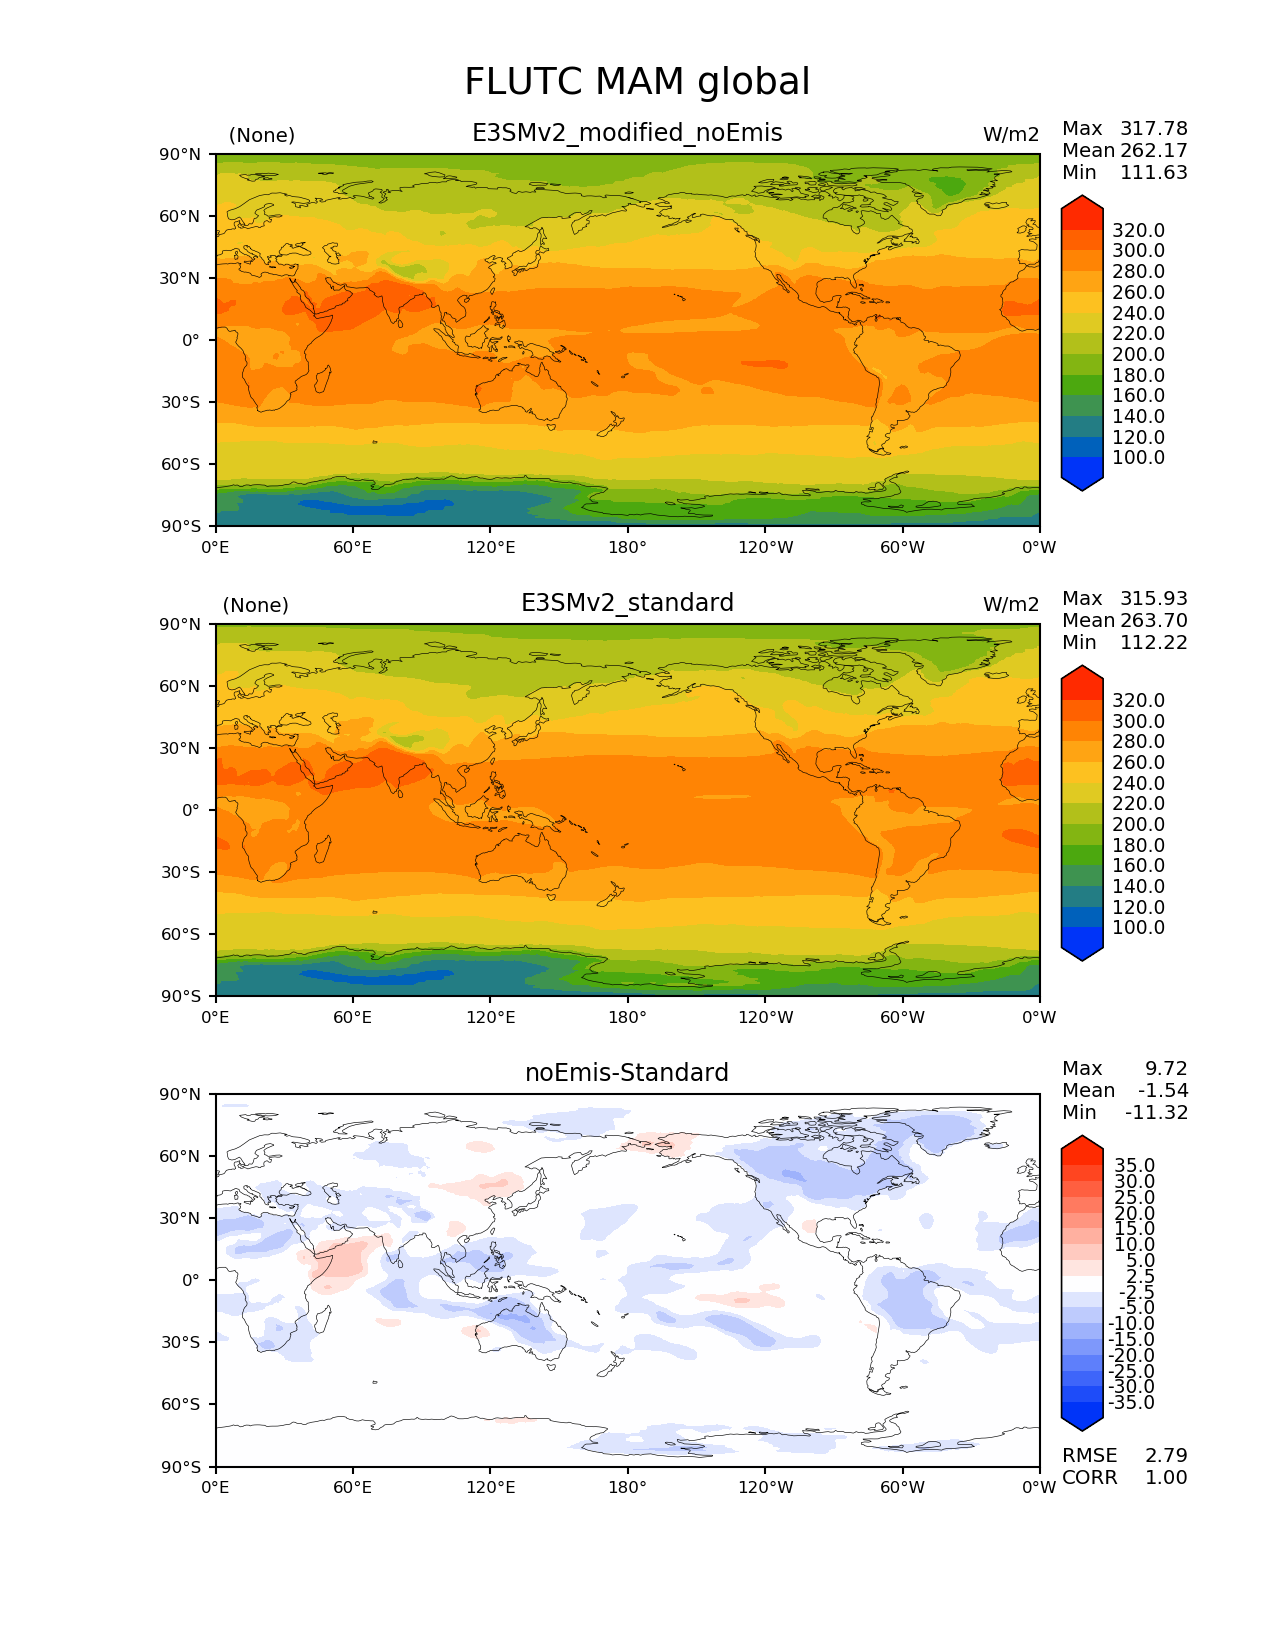 FLUTC MAM global
(None) E3SMv2_modified_noEmis W/m2
Max 317.78
Mean 262.17
Min 111.63
90°N
60°N
30°N
0°
30°S
60°S
90°S
0°E 60°E 120°E 180° 120°W 60°W 0°W
320.0
300.0
280.0
260.0
240.0
220.0
200.0
180.0
160.0
140.0
120.0
100.0
(None) E3SMv2_standard W/m2
Max 315.93
Mean 263.70
Min 112.22
90°N
60°N
30°N
0°
30°S
60°S
90°S
0°E 60°E 120°E 180° 120°W 60°W 0°W
320.0
300.0
280.0
260.0
240.0
220.0
200.0
180.0
160.0
140.0
120.0
100.0
noEmis-Standard
Max 9.72
Mean -1.54
Min -11.32
90°N
60°N
30°N
0°
30°S
60°S
90°S
0°E 60°E 120°E 180° 120°W 60°W 0°W
35.0
30.0
25.0
20.0
15.0
10.0
5.0
2.5
-2.5
-5.0
-10.0
-15.0
-20.0
-25.0
-30.0
-35.0
RMSE 2.79
CORR 1.00